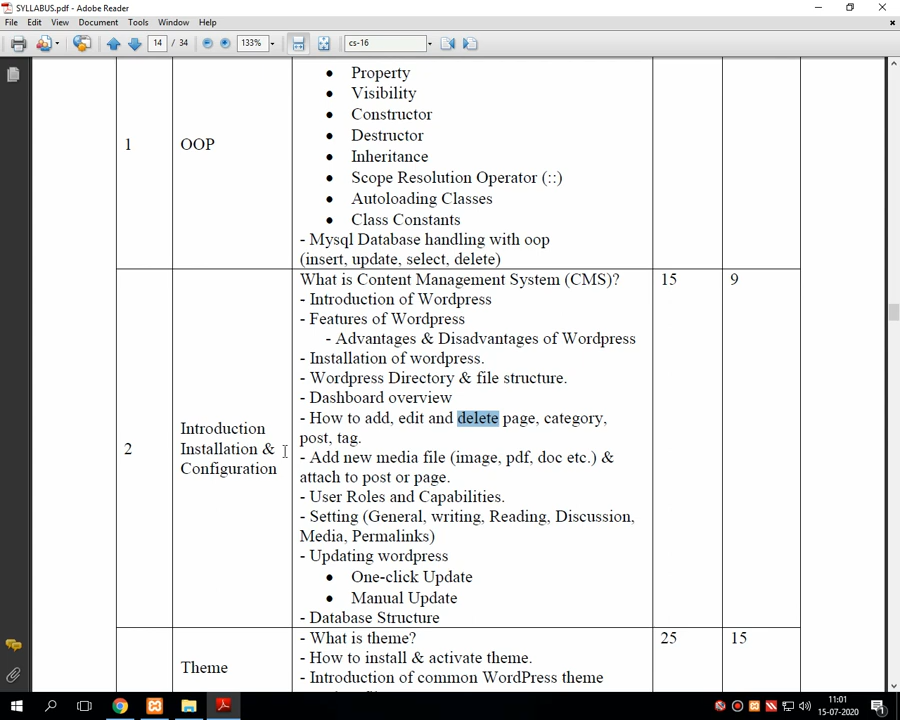 SYLLABUS.pdf - Adobe Reader
File Edit View Document Tools Window Help
14 / 34 133% cs-16
• Property
• Visibility
• Constructor
• Destructor
1 OOP
• Inheritance
• Scope Resolution Operator (::)
• Autoloading Classes
• Class Constants
- Mysql Database handling with oop
(insert, update, select, delete)
What is Content Management System (CMS)? 15 9
- Introduction of Wordpress
- Features of Wordpress
- Advantages & Disadvantages of Wordpress
- Installation of wordpress.
- Wordpress Directory & file structure.
- Dashboard overview
- How to add, edit and delete page, category,
post, tag.
2 Introduction
Installation &
Configuration
- Add new media file (image, pdf, doc etc.) &
attach to post or page.
- User Roles and Capabilities.
- Setting (General, writing, Reading, Discussion,
Media, Permalinks)
- Updating wordpress
• One-click Update
• Manual Update
- Database Structure
- What is theme? 25 15
- How to install & activate theme.
Theme
- Introduction of common WordPress theme
11:01
15-07-2020
1